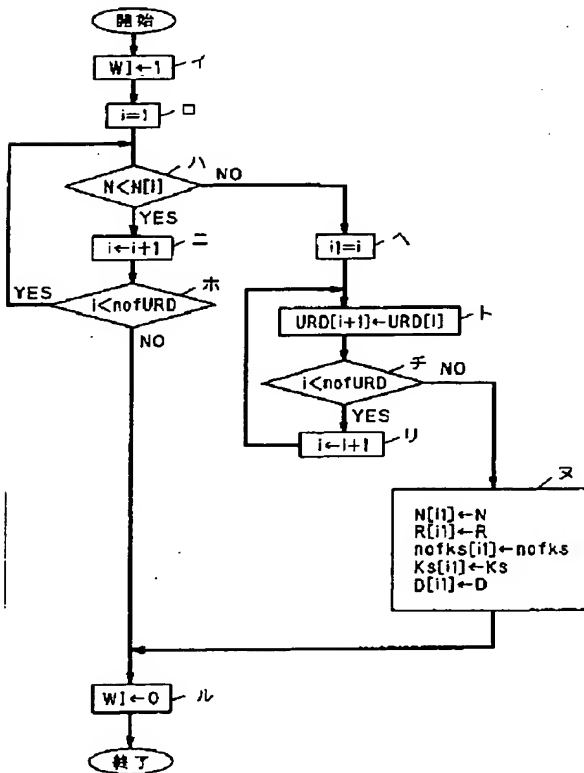 開始
WI←1 イ
i=1 ロ
N<N[I] ハ
NO
YES
i←i+1 ニ
i<nofURD ホ
YES
NO
i1=i ヘ
URD[i+1]←URD[I] ト
i<nofURD チ
NO
YES
i←i+1 リ
ヌ
N[i1]←N
R[i1]←R
nofks[i1]←nofks
Ks[i1]←Ks
D[i1]←D
WI←0 ル
終了